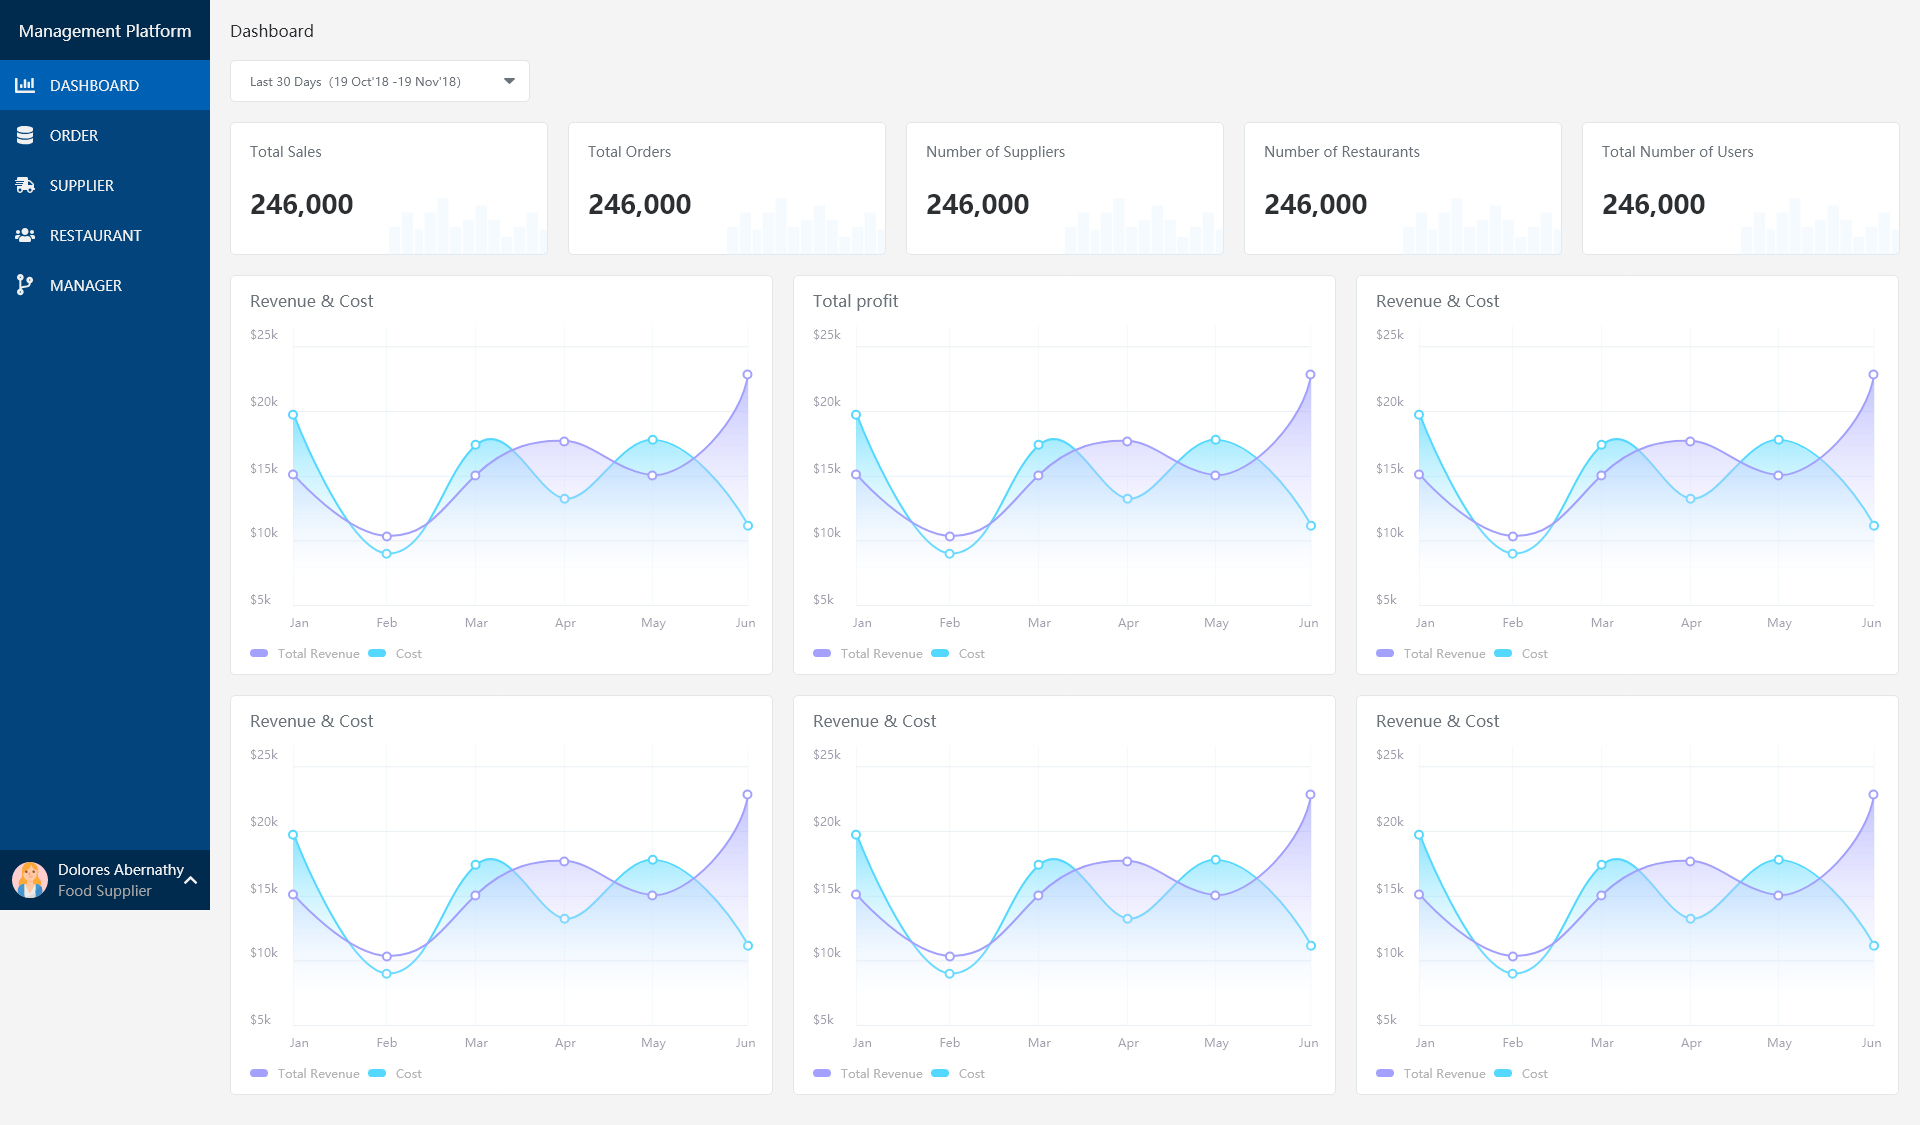 Management Platform
DASHBOARD
ORDER
SUPPLIER
RESTAURANT
MANAGER
Dolores Abernathy
Food Supplier
Dashboard
Last 30 Days (19 Oct'18 -19 Nov'18)
Total Sales
246,000
Total Orders
246,000
Number of Suppliers
246,000
Number of Restaurants
246,000
Total Number of Users
246,000
Revenue & Cost
$25k
$20k
$15k
$10k
$5k
Jan Feb Mar Apr May Jun
Total Revenue Cost
Total profit
$25k
$20k
$15k
$10k
$5k
Jan Feb Mar Apr May Jun
Total Revenue Cost
Revenue & Cost
$25k
$20k
$15k
$10k
$5k
Jan Feb Mar Apr May Jun
Total Revenue Cost
Revenue & Cost
$25k
$20k
$15k
$10k
$5k
Jan Feb Mar Apr May Jun
Total Revenue Cost
Revenue & Cost
$25k
$20k
$15k
$10k
$5k
Jan Feb Mar Apr May Jun
Total Revenue Cost
Revenue & Cost
$25k
$20k
$15k
$10k
$5k
Jan Feb Mar Apr May Jun
Total Revenue Cost